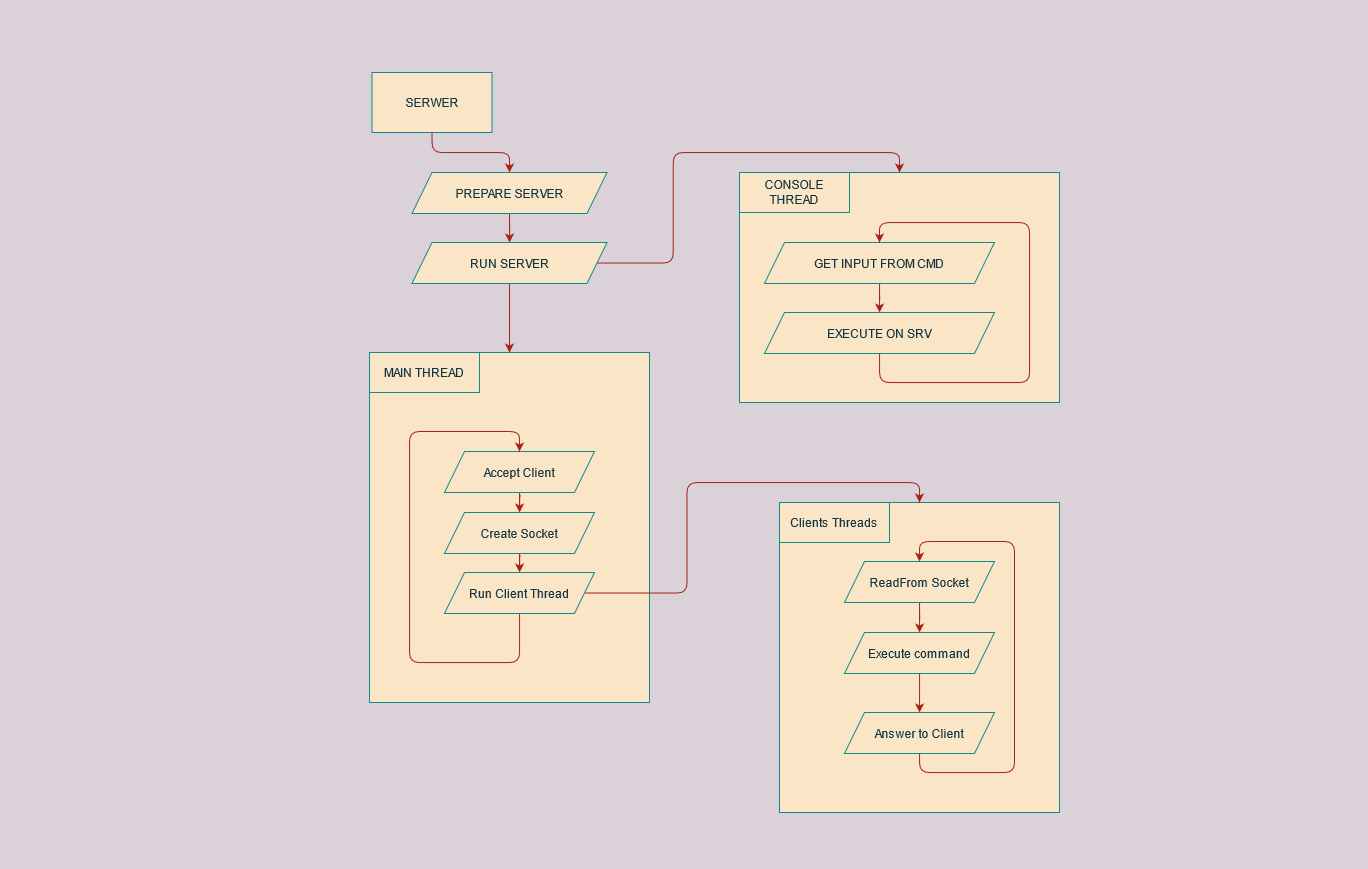 SERWER
PREPARE SERVER
RUN SERVER
CONSOLE
THREAD
GET INPUT FROM CMD
EXECUTE ON SRV
MAIN THREAD
Accept Client
Create Socket
Run Client Thread
Clients Threads
ReadFrom Socket
Execute command
Answer to Client